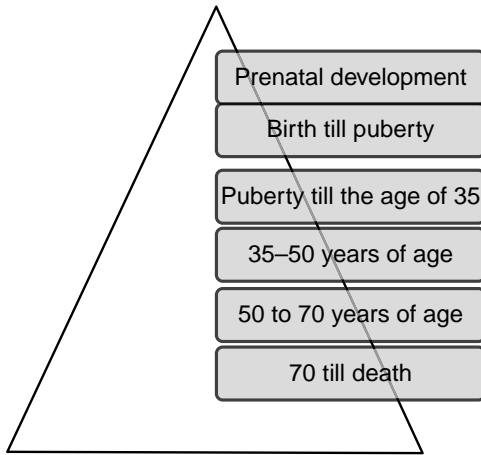 Prenatal development
Birth till puberty
Puberty till the age of 35
35–50 years of age
50 to 70 years of age
70 till death